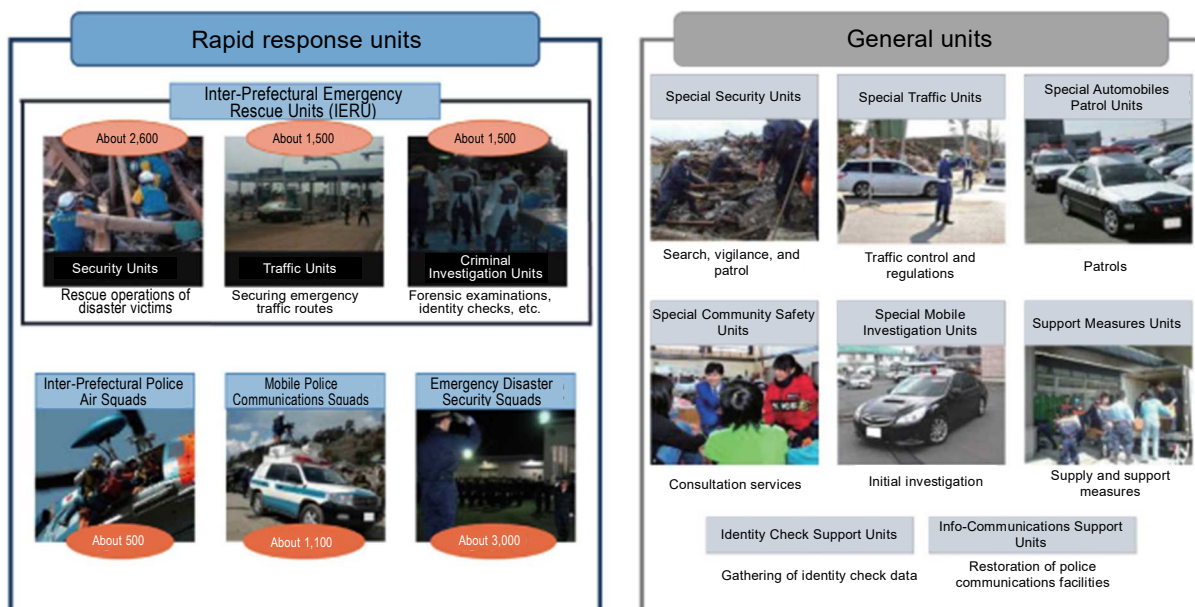 Rapid response units
Inter-Prefectural Emergency
Rescue Units (IERU)
About 2,600
About 1,500
About 1,500
Security Units
Traffic Units
Criminal
Investigation Units
Rescue operations of
disaster victims
Securing emergency
traffic routes
Forensic examinations,
identity checks, etc.
Inter-Prefectural Police
Air Squads
Mobile Police
Communications Squads
Emergency Disaster
Security Squads
About 500
About 1,100
About 3,000
General units
Special Security Units
Special Traffic Units
Special Automobiles
Patrol Units
Search, vigilance, and
patrol
Traffic control and
regulations
Patrols
Special Community Safety
Units
Special Mobile
Investigation Units
Support Measures Units
Consultation services
Initial investigation
Supply and support
measures
Identity Check Support Units
Info-Communications Support
Units
Gathering of identity check data
Restoration of police
communications facilities